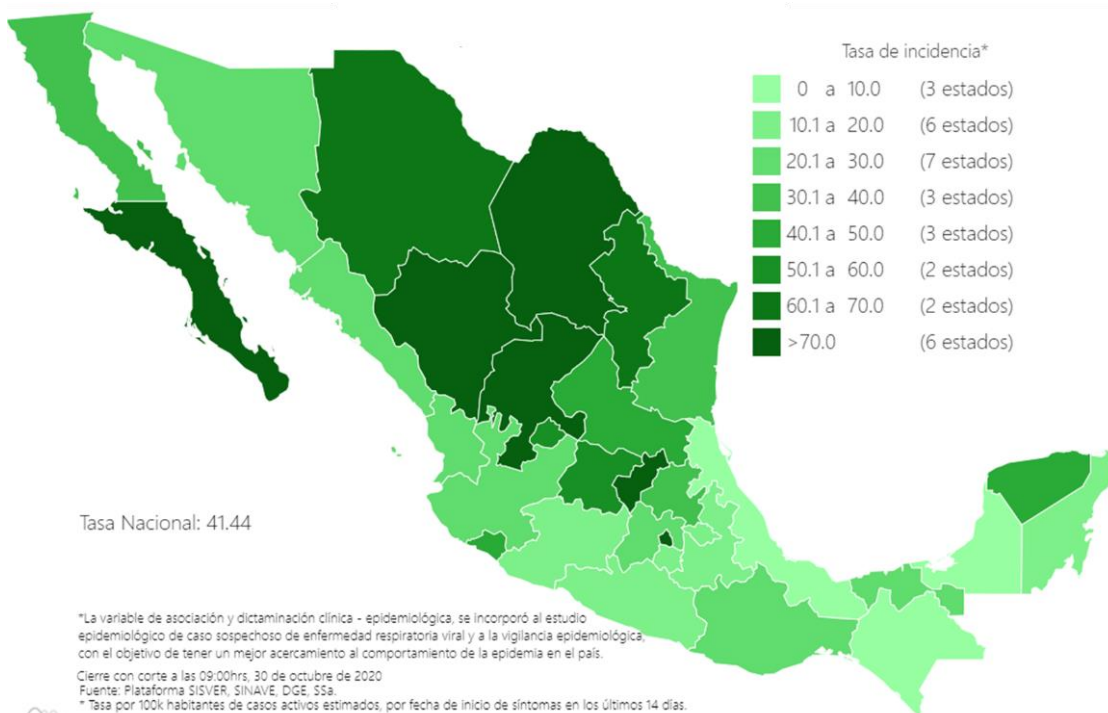 Tasa de incidencia*
0 a 10.0 (3 estados)
10.1 a 20.0 (6 estados)
20.1 a 30.0 (7 estados)
30.1 a 40.0 (3 estados)
40.1 a 50.0 (3 estados)
50.1 a 60.0 (2 estados)
60.1 a 70.0 (2 estados)
>70.0 (6 estados)
Tasa Nacional: 41.44
*La variable de asociación y dictaminación clínica - epidemiológica, se incorporó al estudio
epidemiológico de caso sospechoso de enfermedad respiratoria viral y a la vigilancia epidemiológica,
con el objetivo de tener un mejor acercamiento al comportamiento de la epidemia en el país.
Cierre con corte a las 09:00hrs, 30 de octubre de 2020
Fuente: Plataforma SISVER, SINAVE, DGE, SSa.
* Tasa por 100k habitantes de casos activos estimados, por fecha de inicio de síntomas en los últimos 14 días.